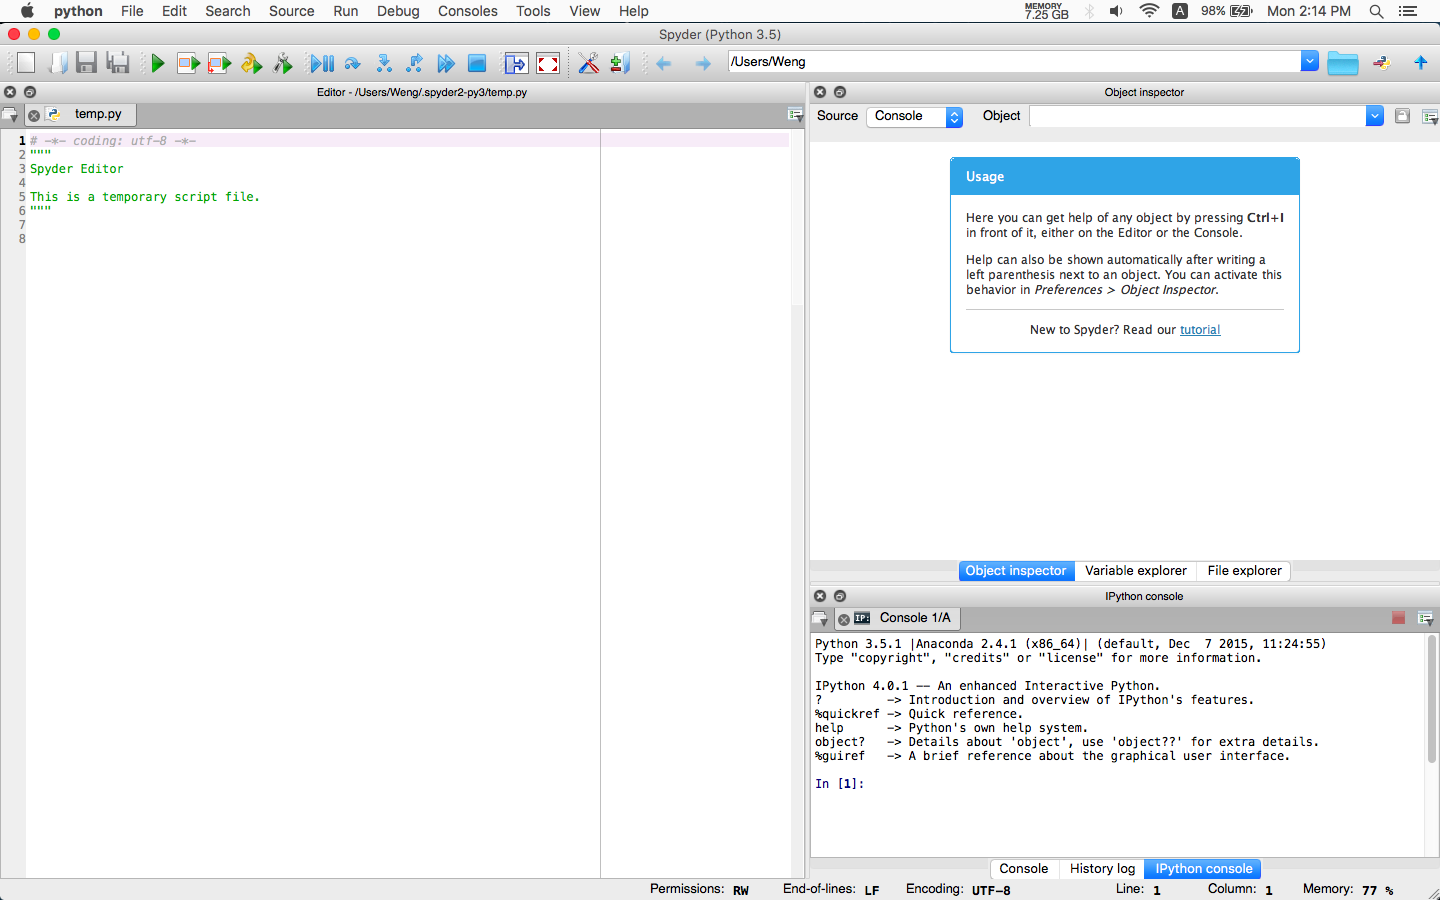 python File Edit Search Source Run Debug Consoles Tools View Help MEMORY 7.25 GB A 98% Mon 2:14 PM
Spyder (Python 3.5)
/Users/Weng
Editor - /Users/Weng/.spyder2-py3/temp.py
temp.py
1 # -*- coding: utf-8 -*-
2 """
3 Spyder Editor
4
5 This is a temporary script file.
6 """
7
8
Object inspector
Source Console Object
Usage
Here you can get help of any object by pressing Ctrl+I
in front of it, either on the Editor or the Console.
Help can also be shown automatically after writing a
left parenthesis next to an object. You can activate this
behavior in Preferences > Object Inspector.
New to Spyder? Read our tutorial
Object inspector Variable explorer File explorer
IPython console
IP: Console 1/A
Python 3.5.1 |Anaconda 2.4.1 (x86_64)| (default, Dec  7 2015, 11:24:55)
Type "copyright", "credits" or "license" for more information.
IPython 4.0.1 -- An enhanced Interactive Python.
?         -> Introduction and overview of IPython's features.
%quickref -> Quick reference.
help      -> Python's own help system.
object?   -> Details about 'object', use 'object??' for extra details.
%guiref   -> A brief reference about the graphical user interface.
In [1]:
Console History log IPython console
Permissions: RW End-of-lines: LF Encoding: UTF-8 Line: 1 Column: 1 Memory: 77 %